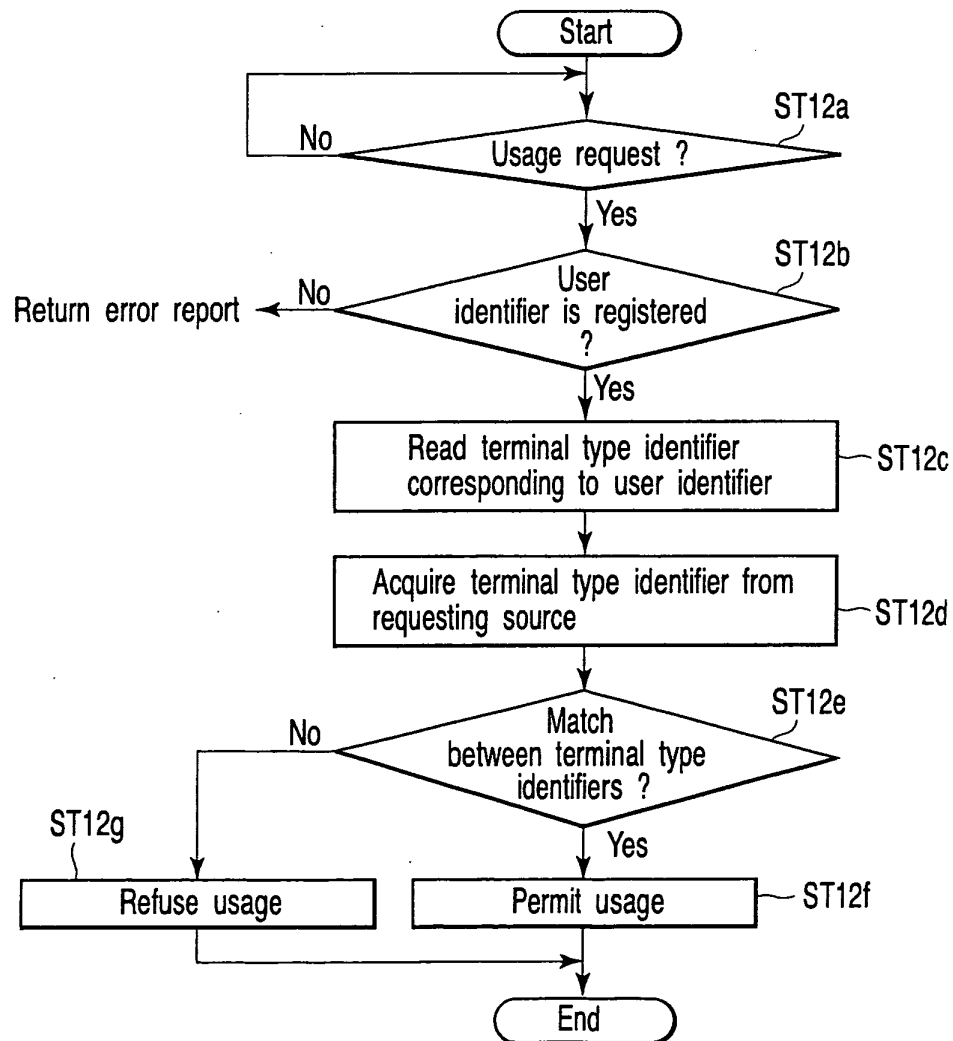 Start
ST12a
No
Usage request ?
Yes
ST12b
User
No
Return error report
identifier is registered
?
Yes
Read terminal type identifier
corresponding to user identifier
ST12c
Acquire terminal type identifier from
requesting source
ST12d
ST12e
No
Match
between terminal type
identifiers ?
ST12g
Yes
Refuse usage
Permit usage
ST12f
End